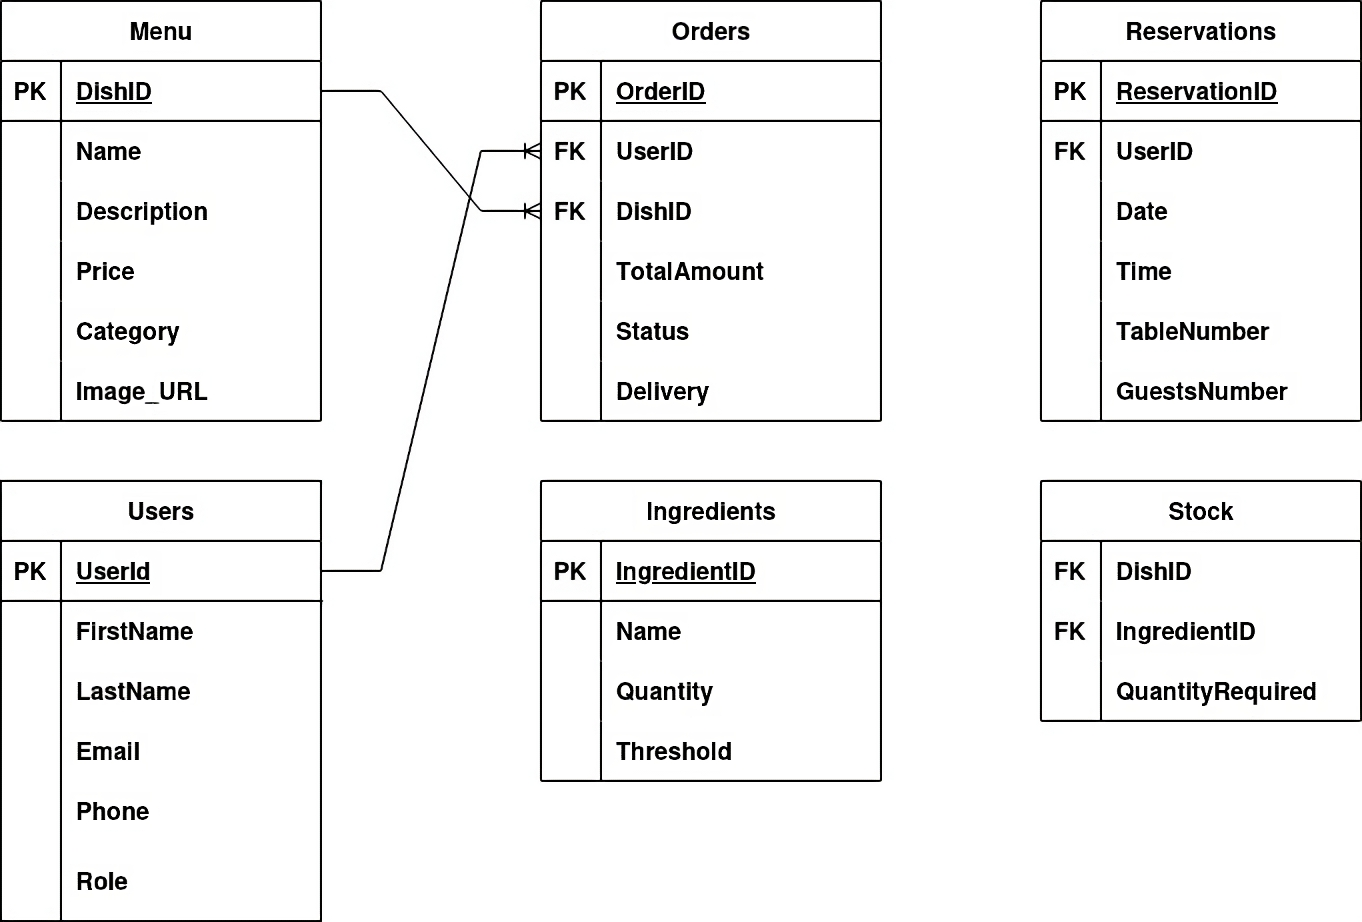 Menu
PK DishID
Name
Description
Price
Category
Image_URL
Orders
PK OrderID
FK UserID
FK DishID
TotalAmount
Status
Delivery
Reservations
PK ReservationID
FK UserID
Date
Time
TableNumber
GuestsNumber
Users
PK UserId
FirstName
LastName
Email
Phone
Role
Ingredients
PK IngredientID
Name
Quantity
Threshold
Stock
FK DishID
FK IngredientID
QuantityRequired